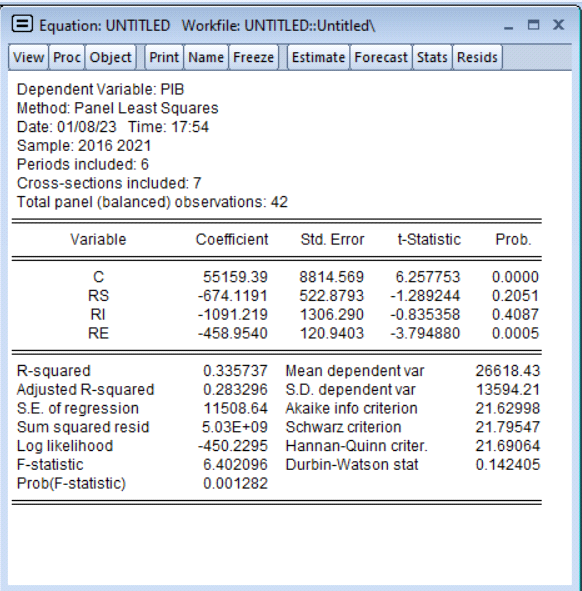 Equation: UNTITLED Workfile: UNTITLED::Untitled\
View Proc Object Print Name Freeze Estimate Forecast Stats Resids
Dependent Variable: PIB
Method: Panel Least Squares
Date: 01/08/23 Time: 17:54
Sample: 2016 2021
Periods included: 6
Cross-sections included: 7
Total panel (balanced) observations: 42
Variable Coefficient Std. Error t-Statistic Prob.
C 55159.39 8814.569 6.257753 0.0000
RS -674.1191 522.8793 -1.289244 0.2051
RI -1091.219 1306.290 -0.835358 0.4087
RE -458.9540 120.9403 -3.794880 0.0005
R-squared 0.335737 Mean dependent var 26618.43
Adjusted R-squared 0.283296 S.D. dependent var 13594.21
S.E. of regression 11508.64 Akaike info criterion 21.62998
Sum squared resid 5.03E+09 Schwarz criterion 21.79547
Log likelihood -450.2295 Hannan-Quinn criter. 21.69064
F-statistic 6.402096 Durbin-Watson stat 0.142405
Prob(F-statistic) 0.001282